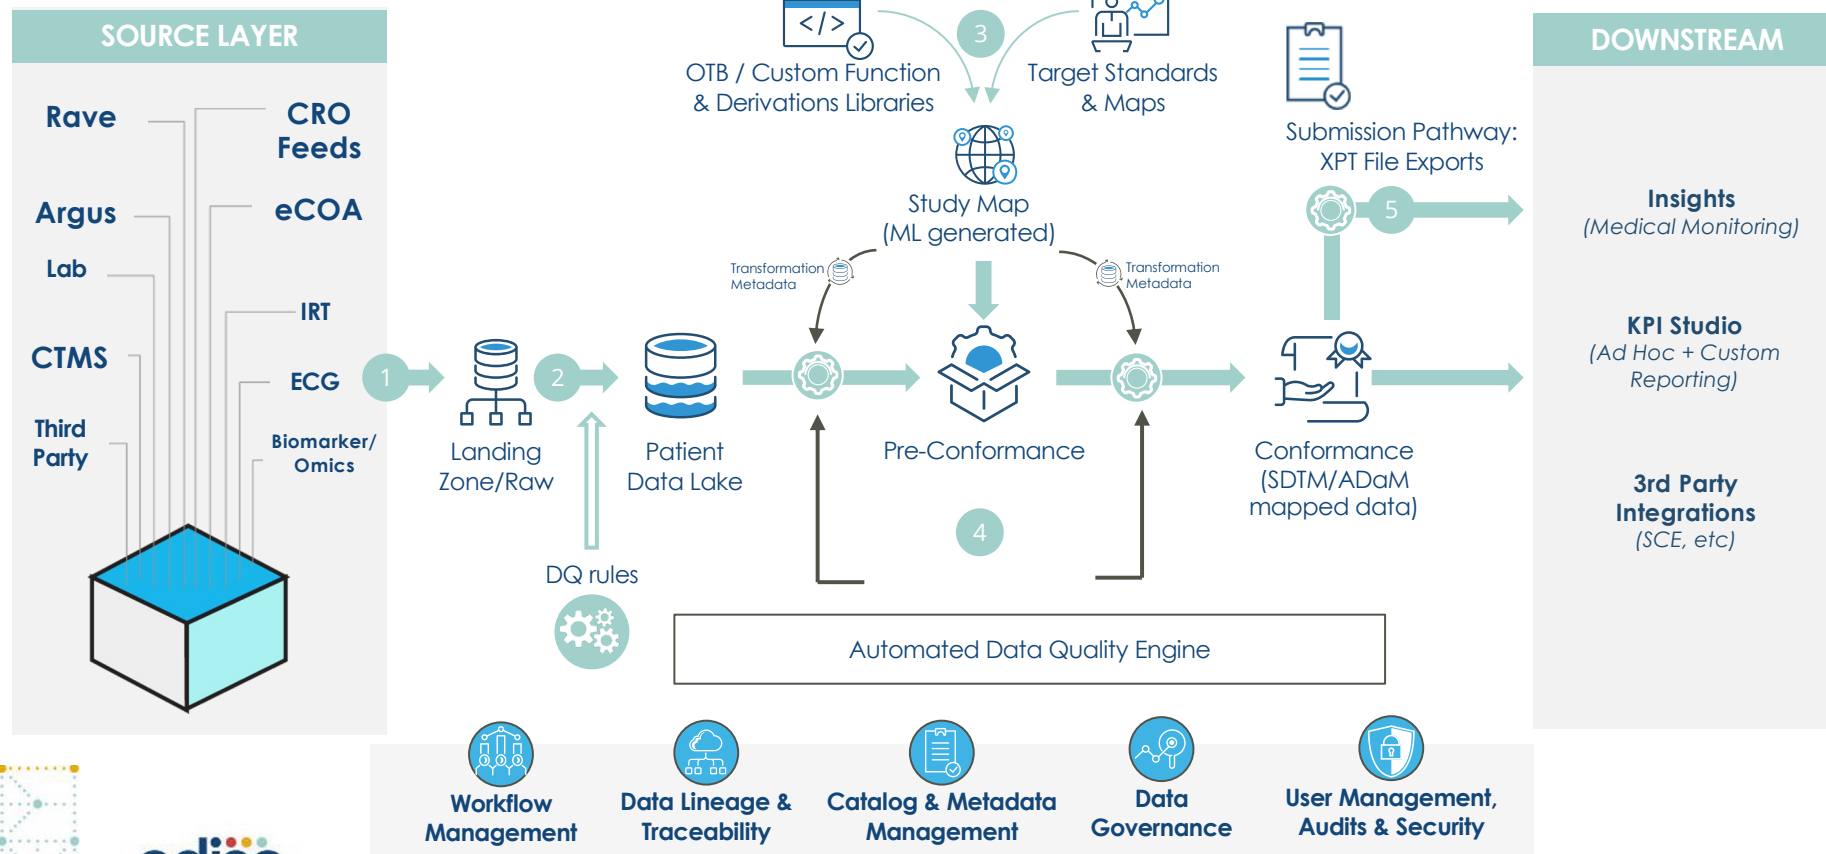 SOURCE LAYER
Rave
CRO
Feeds
Argus
eCOA
Lab
IRT
CTMS
ECG
Third
Party
Biomarker/
Omics
1
Landing
Zone/Raw
2
DQ rules
Patient
Data Lake
</>
OTB / Custom Function
& Derivations Libraries
3
Target Standards
& Maps
Study Map
(ML generated)
Transformation
Metadata
Transformation
Metadata
Pre-Conformance
4
Conformance
(SDTM/ADaM
mapped data)
Submission Pathway:
XPT File Exports
5
Automated Data Quality Engine
DOWNSTREAM
Insights
(Medical Monitoring)
KPI Studio
(Ad Hoc + Custom
Reporting)
3rd Party
Integrations
(SCE, etc)
Workflow
Management
Data Lineage &
Traceability
Catalog & Metadata
Management
Data
Governance
User Management,
Audits & Security